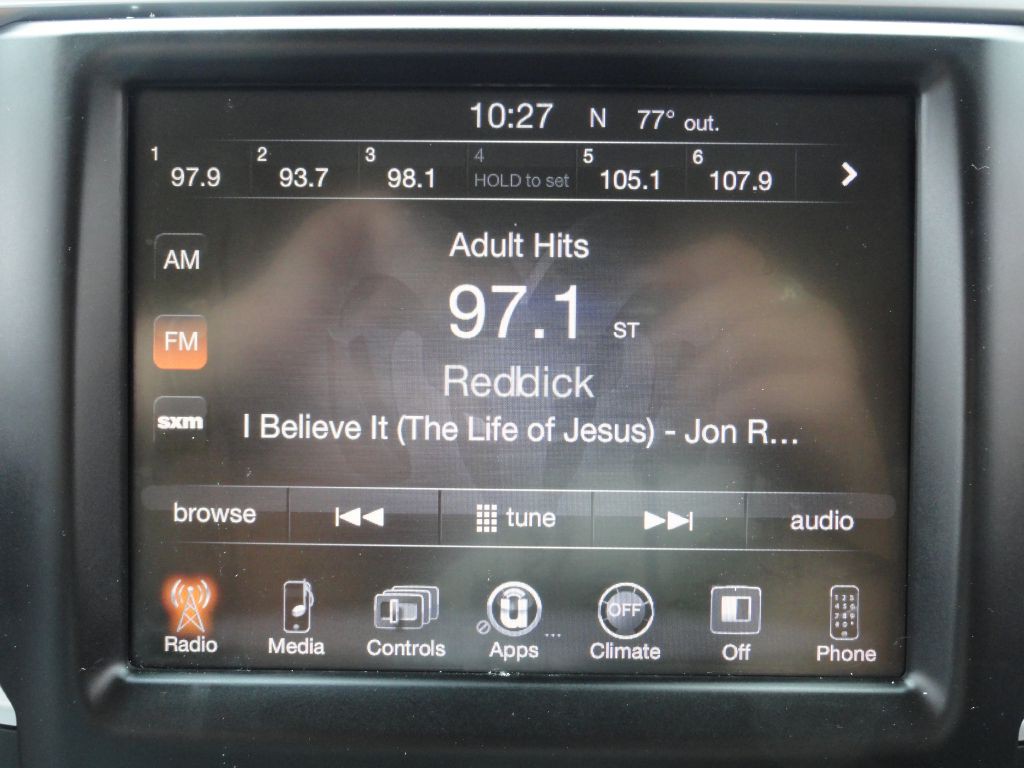 10:27 N 77° out.
1 97.9 2 93.7 3 98.1 4 HOLD to set 5 105.1 6 107.9
AM
Adult Hits
97.1 ST
FM
Reddick
sxm
I Believe It (The Life of Jesus) - Jon R...
browse tune audio
OFF
Radio Media Controls Apps ... Climate Off Phone